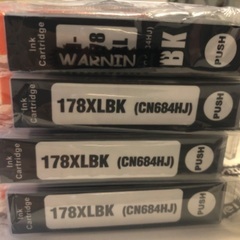 Ink
Cartridge
WARNIN
BK
PUSH
Ink
Cartridge
178XLBK (CN684HJ)
PUSH
Ink
Cartridge
178XLBK (CN684HJ)
PUSH
Ink
Cartridge
178XLBK (CN684HJ)
PUSH